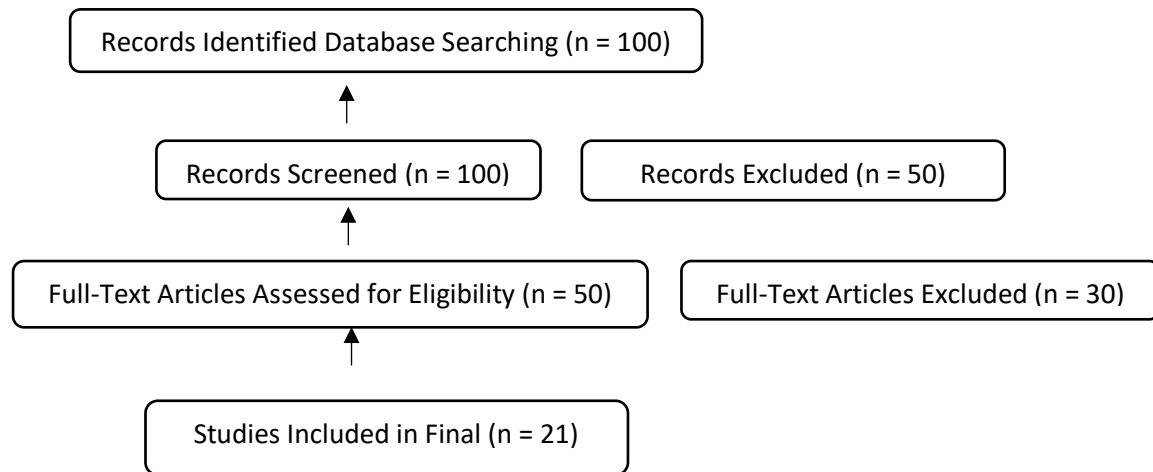 Records Identified Database Searching (n = 100)
Records Screened (n = 100)
Records Excluded (n = 50)
Full-Text Articles Assessed for Eligibility (n = 50)
Full-Text Articles Excluded (n = 30)
Studies Included in Final (n = 21)